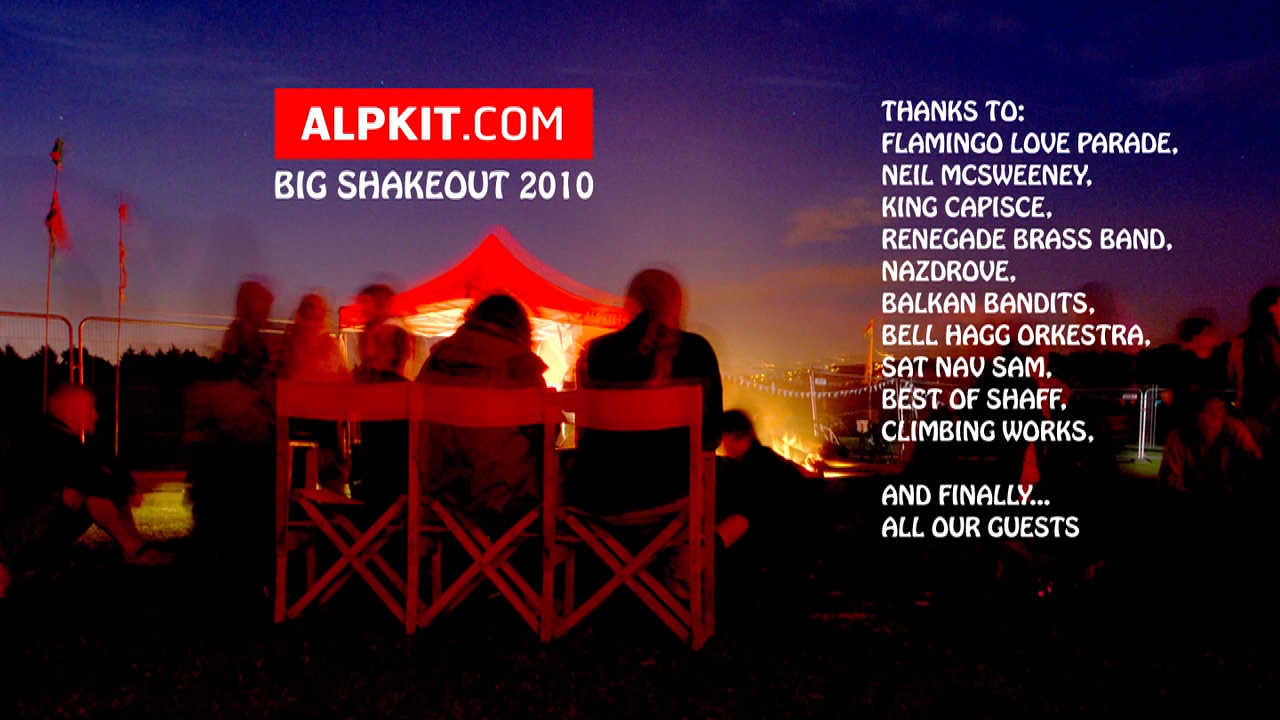 ALPKIT.COM
BIG SHAKEOUT 2010
THANKS TO:
FLAMINGO LOVE PARADE,
NEIL MCSWEENEY,
KING CAPISCE,
RENEGADE BRASS BAND,
NAZDROVE,
BALKAN BANDITS,
BELL HAGG ORKESTRA,
SAT NAV SAM,
BEST OF SHAFF,
CLIMBING WORKS,
AND FINALLY...
ALL OUR GUESTS